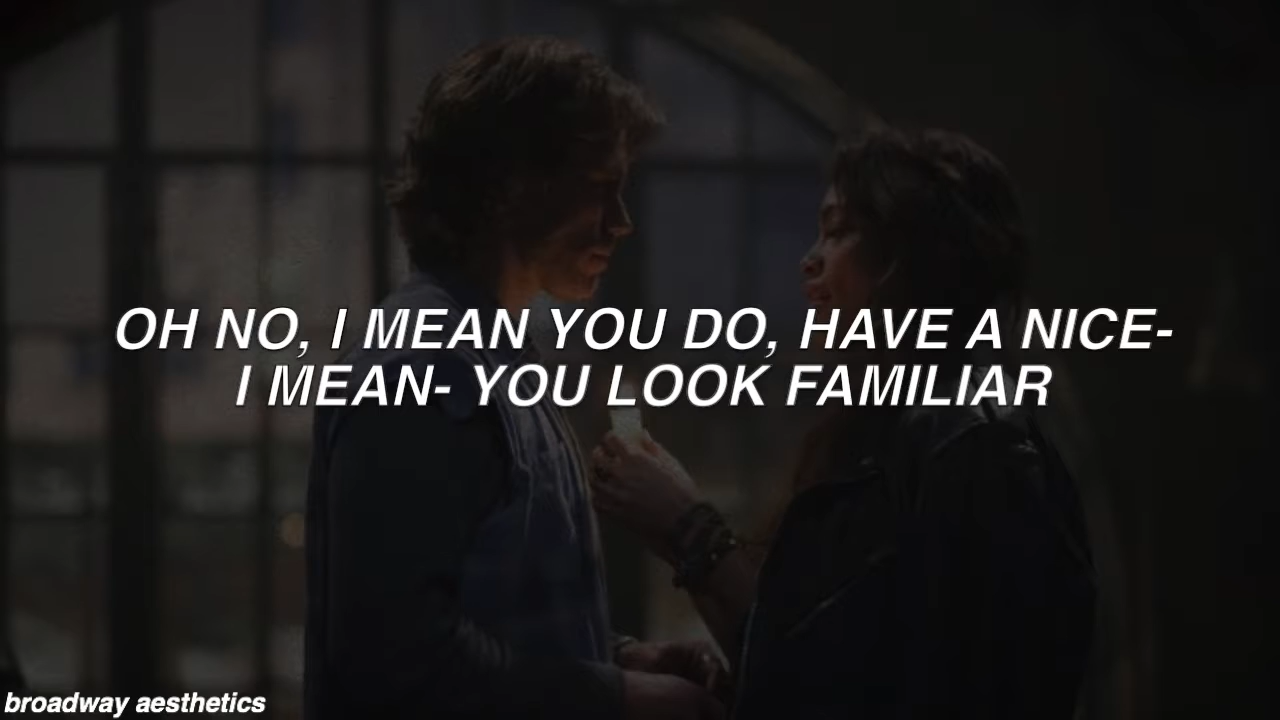 OH NO, I MEAN YOU DO, HAVE A NICE-
I MEAN- YOU LOOK FAMILIAR
broadway aesthetics